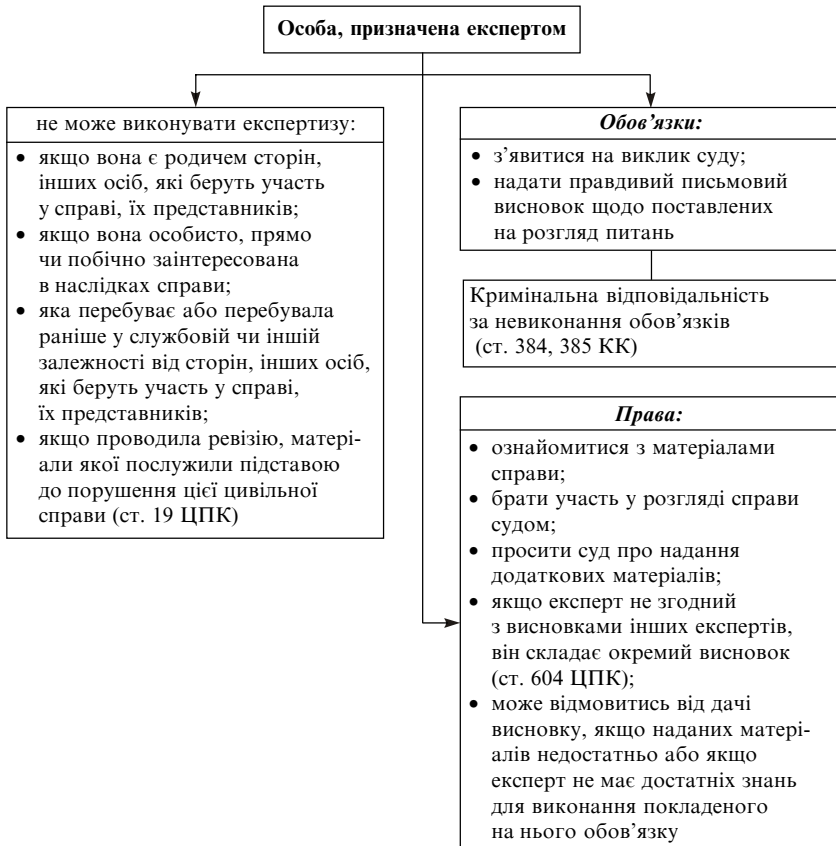 Особа, призначена експертом
не може виконувати експертизу:
• якщо вона є родичем сторін,
інших осіб, які беруть участь
у справі, їх представників;
• якщо вона особисто, прямо
чи побічно заінтересована
в наслідках справи;
• яка перебуває або перебувала
раніше у службовій чи іншій
залежності від сторін, інших осіб,
які беруть участь у справі,
їх представників;
• якщо проводила ревізію, матері-
али якої послужили підставою
до порушення цієї цивільної
справи (ст. 19 ЦПК)
Обов’язки:
• з’явитися на виклик суду;
• надати правдивий письмовий
висновок щодо поставлених
на розгляд питань
Кримінальна відповідальність
за невиконання обов’язків
(ст. 384, 385 КК)
Права:
• ознайомитися з матеріалами
справи;
• брати участь у розгляді справи
судом;
• просити суд про надання
додаткових матеріалів;
• якщо експерт не згодний
з висновками інших експертів,
він складає окремий висновок
(ст. 604 ЦПК);
• може відмовитись від дачі
висновку, якщо наданих матері-
алів недостатньо або якщо
експерт не має достатніх знань
для виконання покладеного
на нього обов’язку